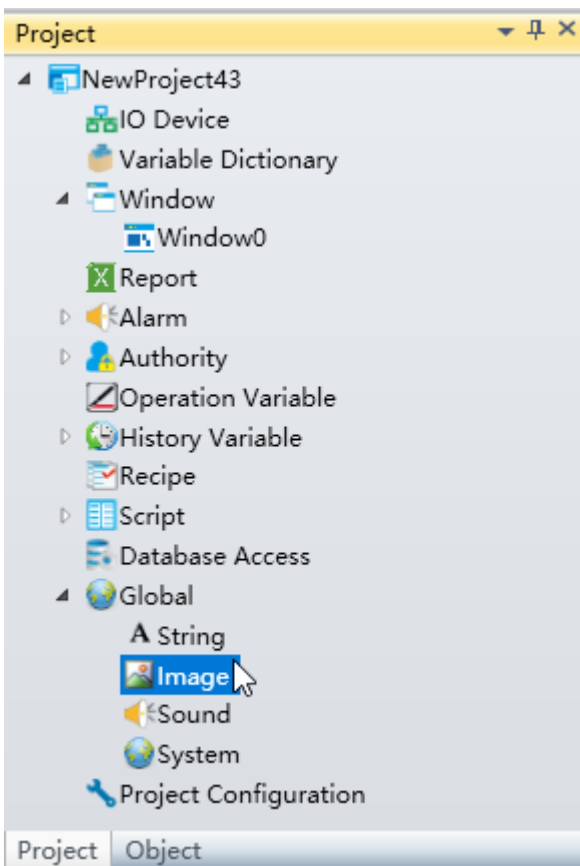 Project
NewProject43
IO Device
Variable Dictionary
Window
Window0
Report
Alarm
Authority
Operation Variable
History Variable
Recipe
Script
Database Access
Global
A String
Image
Sound
System
Project Configuration
Project Object